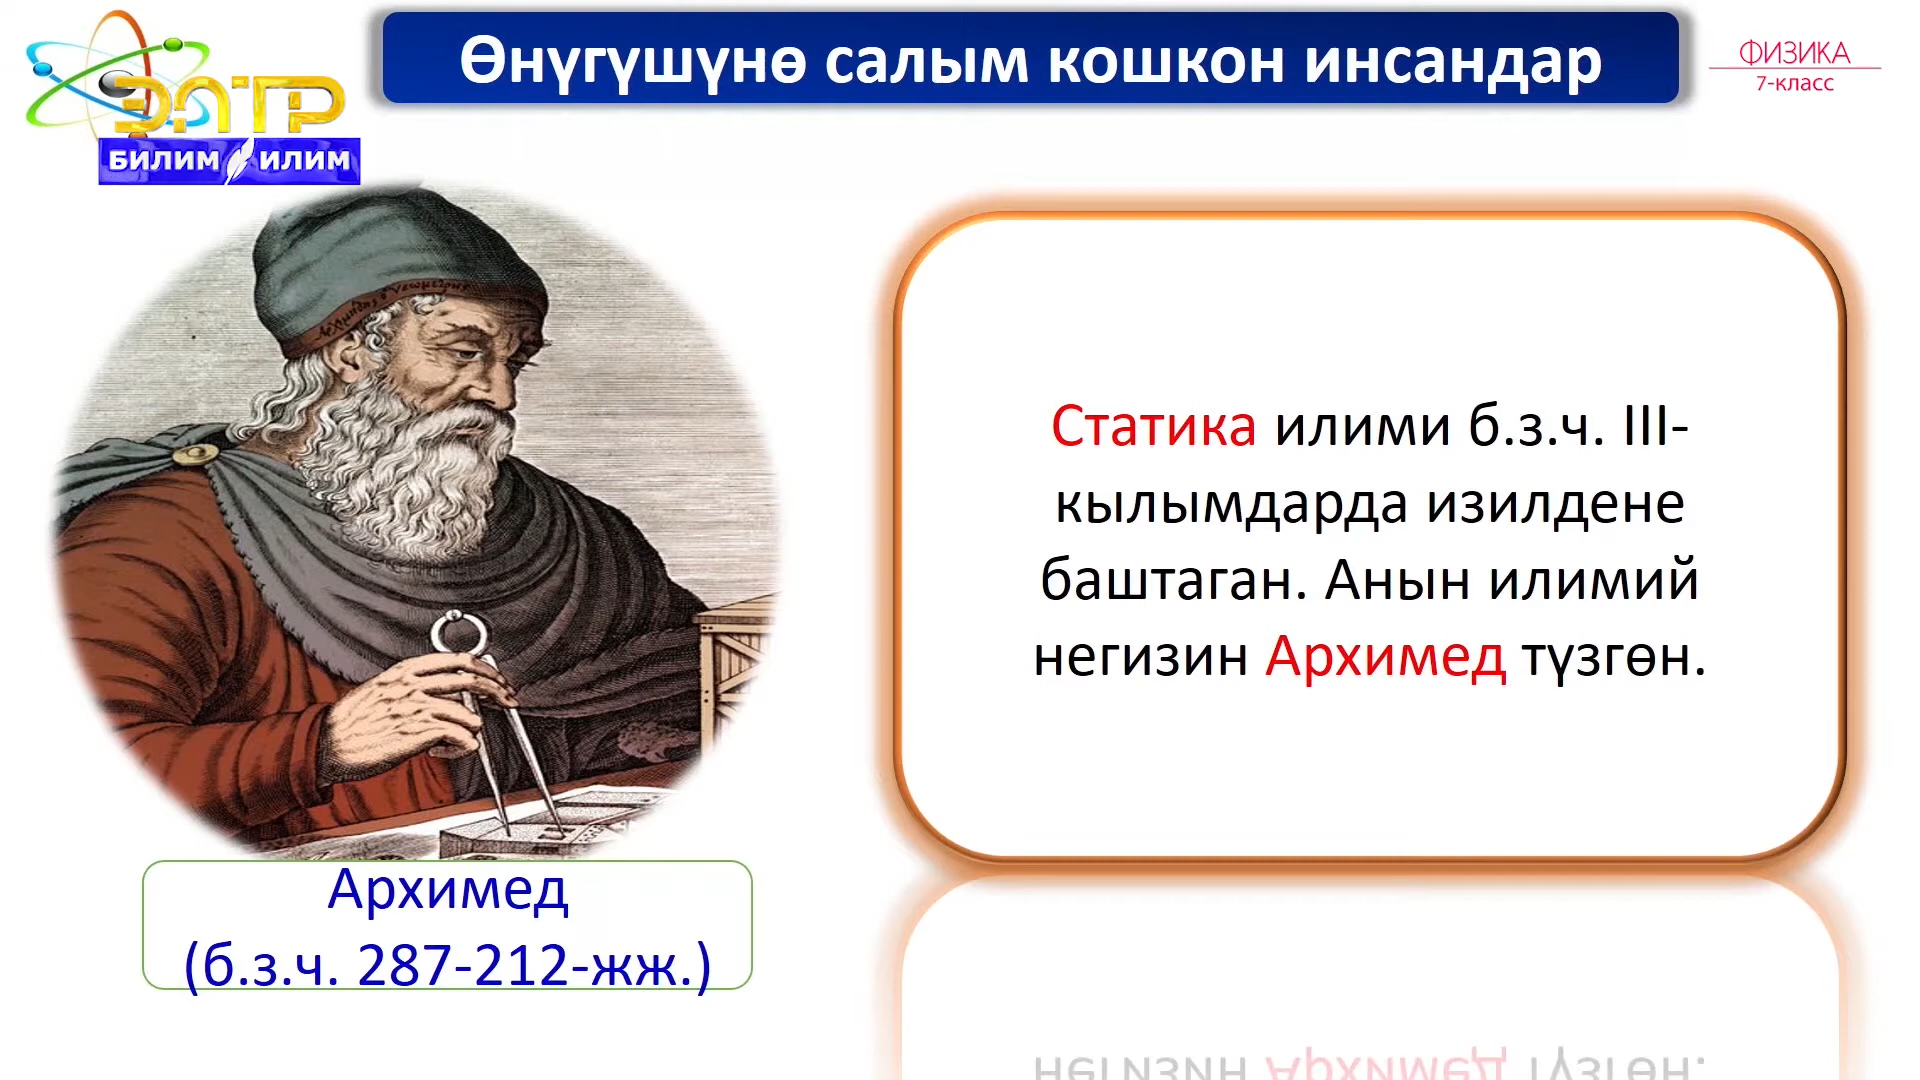 ЭЛТР
БИЛИМ ИЛИМ
Өнүгүшүнө салым кошкон инсандар
ФИЗИКА
7-класс
Статика илими б.з.ч. III-
кылымдарда изилдене
баштаган. Анын илимий
негизин Архимед түзгөн.
Архимед
(б.з.ч. 287-212-жж.)